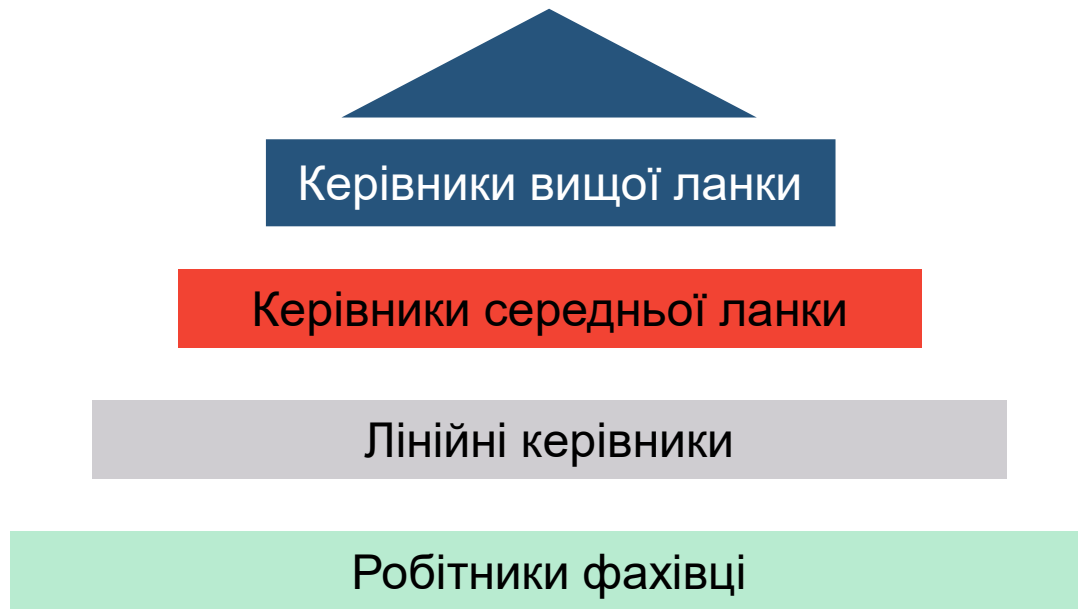 Керівники вищої ланки
Керівники середньої ланки
Лінійні керівники
Робітники фахівці